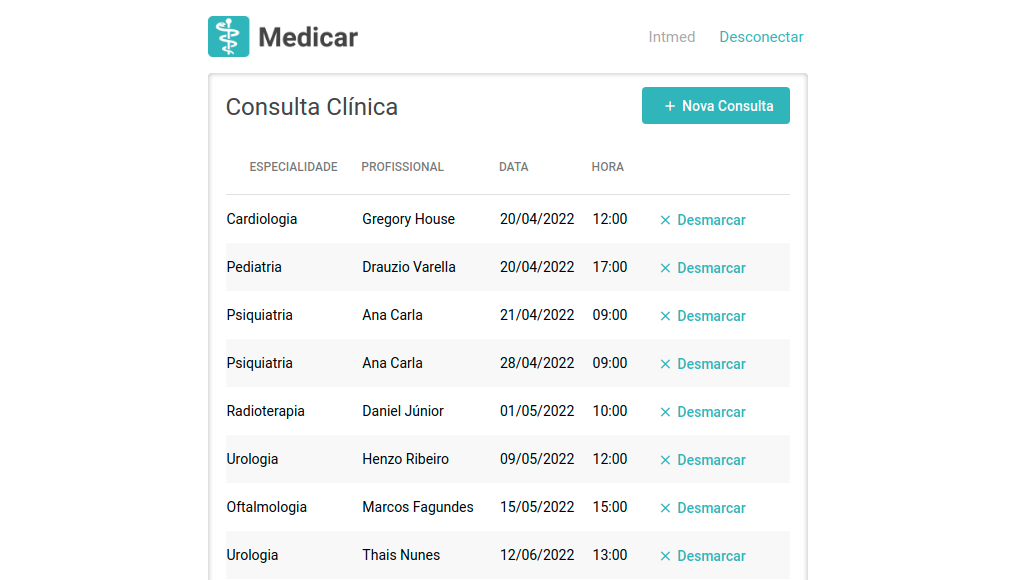 Medicar
Intmed Desconectar
Consulta Clínica
+ Nova Consulta
ESPECIALIDADE PROFISSIONAL DATA HORA
Cardiologia Gregory House 20/04/2022 12:00 × Desmarcar
Pediatria Drauzio Varella 20/04/2022 17:00 × Desmarcar
Psiquiatria Ana Carla 21/04/2022 09:00 × Desmarcar
Psiquiatria Ana Carla 28/04/2022 09:00 × Desmarcar
Radioterapia Daniel Júnior 01/05/2022 10:00 × Desmarcar
Urologia Henzo Ribeiro 09/05/2022 12:00 × Desmarcar
Oftalmologia Marcos Fagundes 15/05/2022 15:00 × Desmarcar
Urologia Thais Nunes 12/06/2022 13:00 × Desmarcar